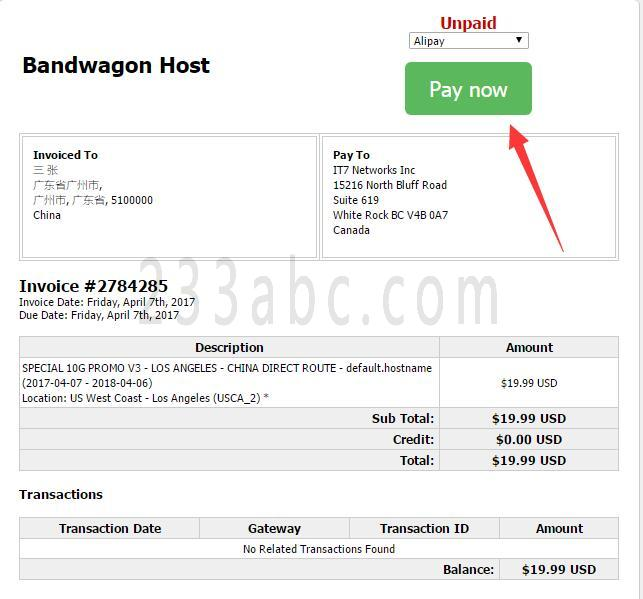 Unpaid
Alipay
Bandwagon Host
Pay now
Invoiced To
三 张
广东省广州市,
广州市, 广东省, 5100000
China
Pay To
IT7 Networks Inc
15216 North Bluff Road
Suite 619
White Rock BC V4B 0A7
Canada
233abc.com
Invoice #2784285
Invoice Date: Friday, April 7th, 2017
Due Date: Friday, April 7th, 2017
Description Amount
SPECIAL 10G PROMO V3 - LOS ANGELES - CHINA DIRECT ROUTE - default.hostname
(2017-04-07 - 2018-04-06)
Location: US West Coast - Los Angeles (USCA_2) *
$19.99 USD
Sub Total: $19.99 USD
Credit: $0.00 USD
Total: $19.99 USD
Transactions
Transaction Date Gateway Transaction ID Amount
No Related Transactions Found
Balance: $19.99 USD